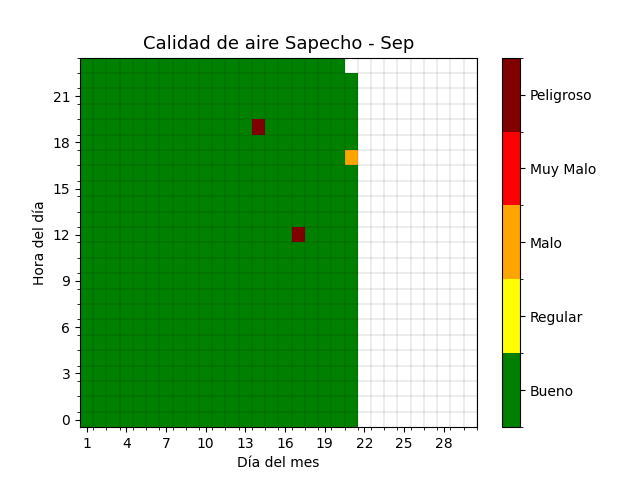 Calidad de aire Sapecho - Sep
Hora del día
21
18
15
12
9
6
3
0
1 4 7 10 13 16 19 22 25 28
Día del mes
Peligroso
Muy Malo
Malo
Regular
Bueno